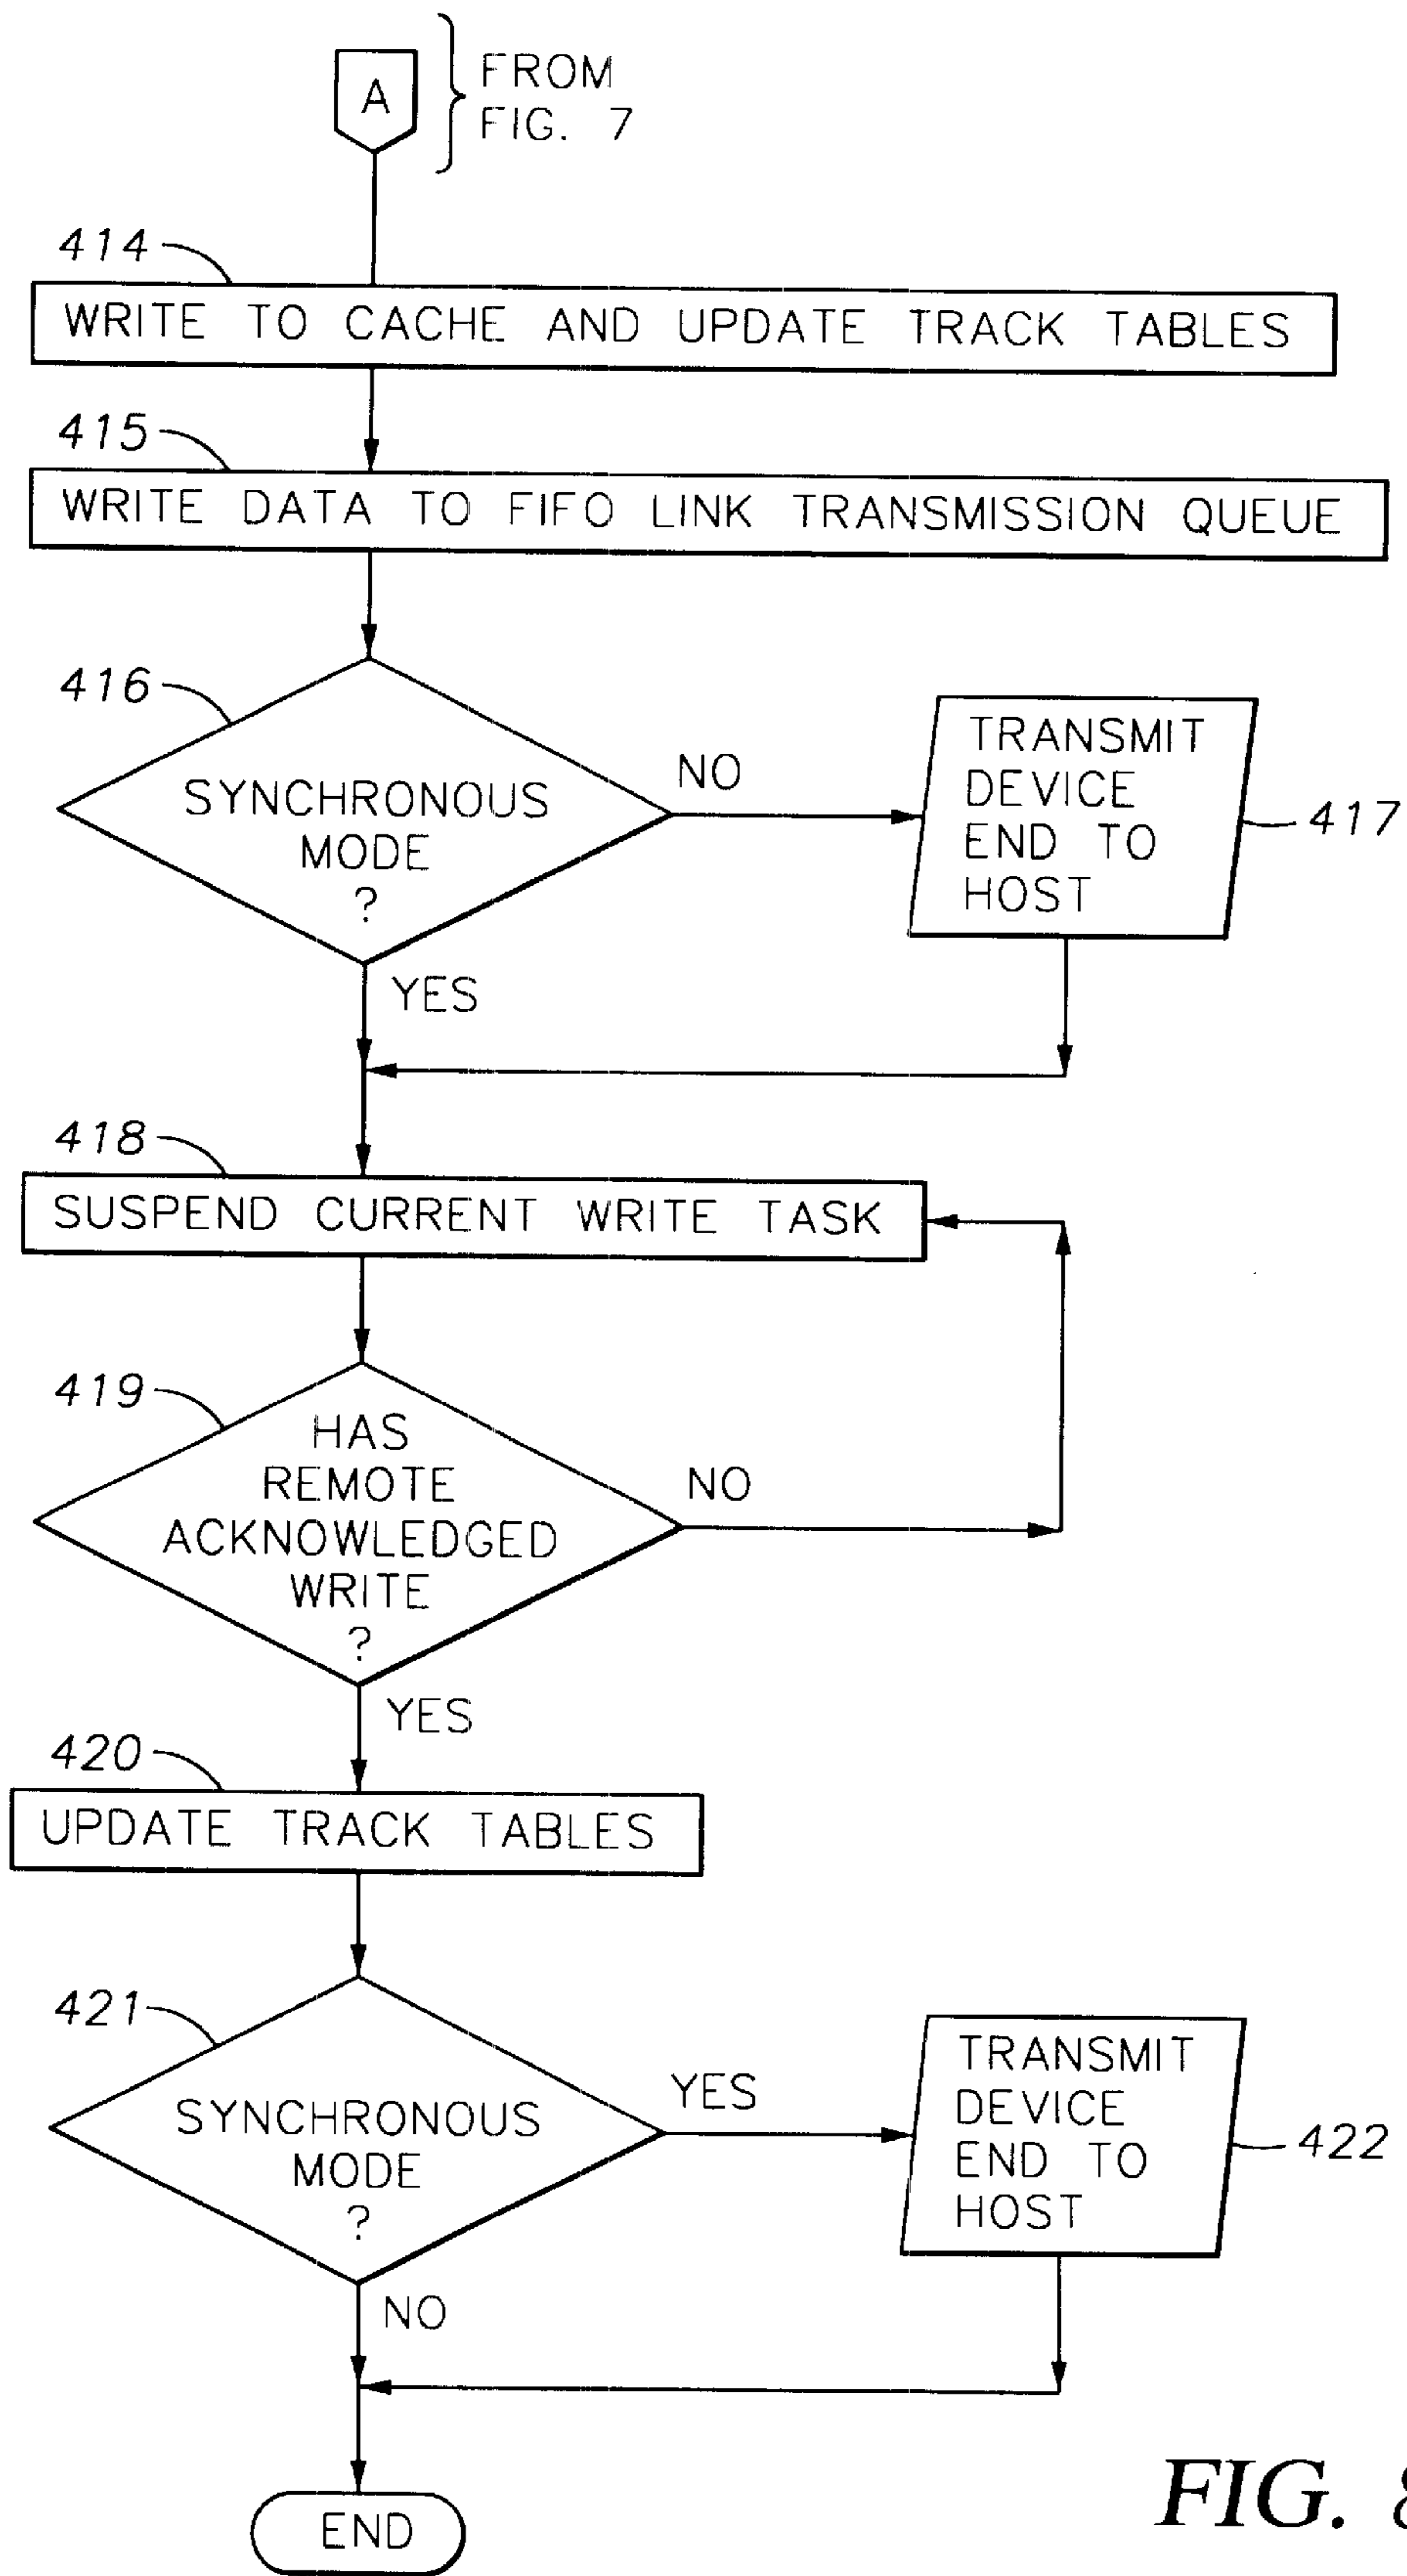 A
FROM
FIG. 7
414
WRITE TO CACHE AND UPDATE TRACK TABLES
415
WRITE DATA TO FIFO LINK TRANSMISSION QUEUE
416
SYNCHRONOUS
MODE
?
NO
TRANSMIT
DEVICE
END TO
HOST
417
YES
418
SUSPEND CURRENT WRITE TASK
419
HAS
REMOTE
ACKNOWLEDGED
WRITE
?
NO
YES
420
UPDATE TRACK TABLES
421
SYNCHRONOUS
MODE
?
YES
TRANSMIT
DEVICE
END TO
HOST
422
NO
END
FIG. 8